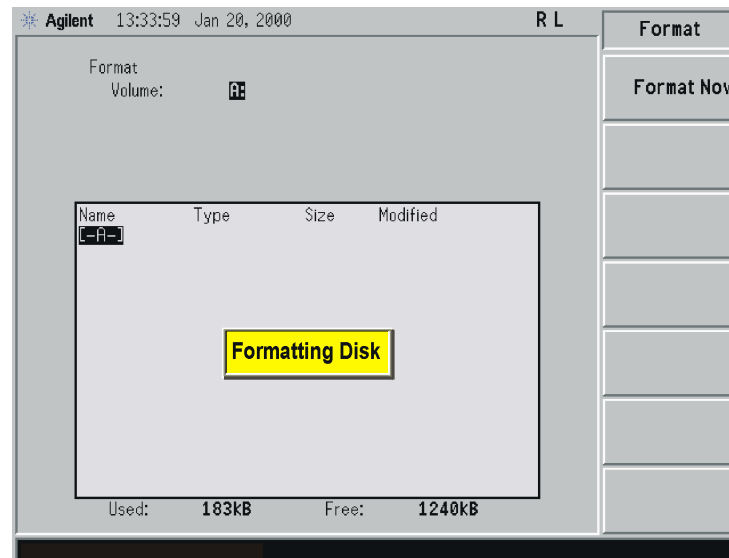 Agilent 13:33:59 Jan 20, 2000 R L
Format
Format Now
Format
Volume: A:
Name Type Size Modified
[-A-]
Formatting Disk
Used: 183kB Free: 1240kB